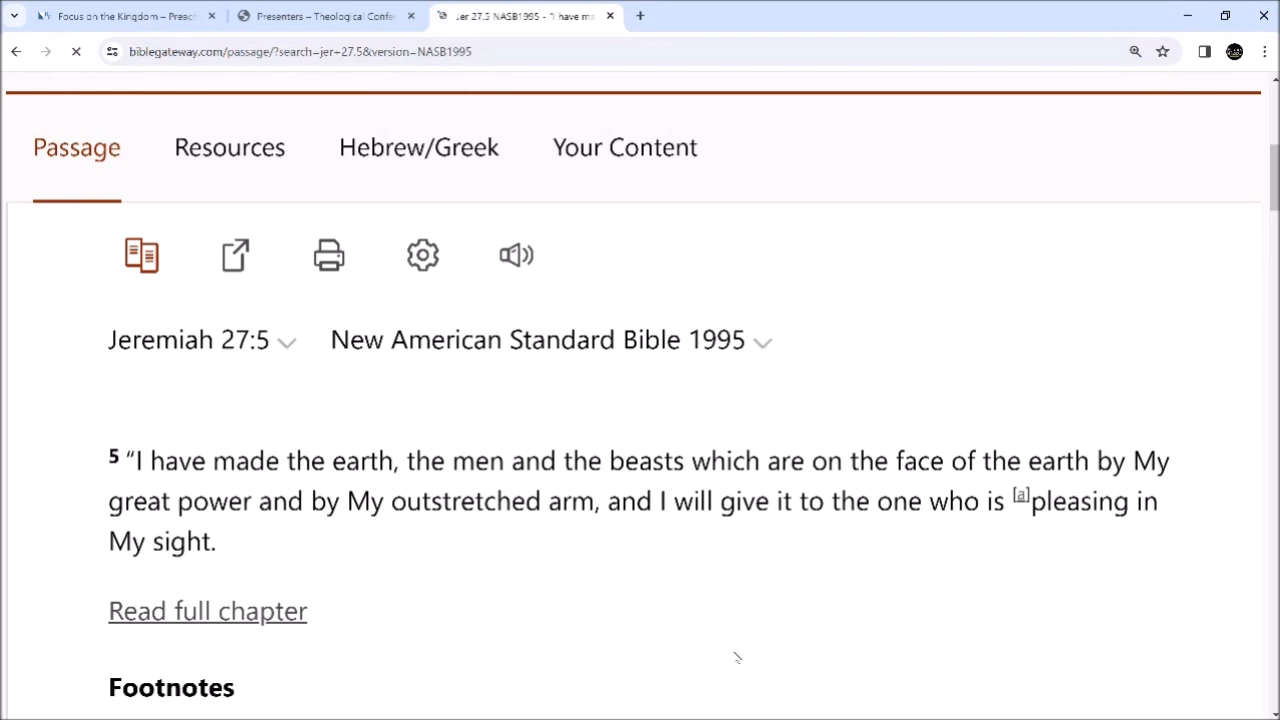 Focus on the Kingdom – Preach
Presenters – Theological Confe
Jer 27.5 NASB1995 - "I have ma
biblegateway.com/passage/?search=jer+27.5&version=NASB1995
Passage Resources Hebrew/Greek Your Content
Jeremiah 27:5 New American Standard Bible 1995
5 “I have made the earth, the men and the beasts which are on the face of the earth by My
great power and by My outstretched arm, and I will give it to the one who is [a]pleasing in
My sight.
Read full chapter
Footnotes